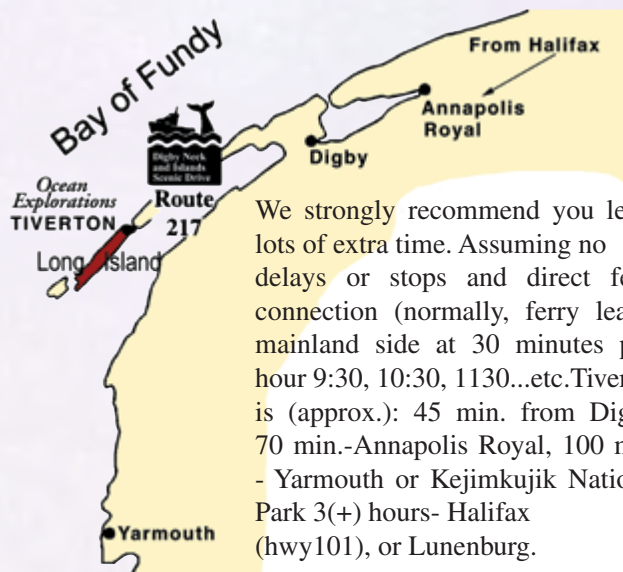 From Halifax
Bay of Fundy
Annapolis
Royal
Digby
Digby Neck
and Islands
Scenic Drive
Route
217
Ocean
Explorations
TIVERTON
Long Island
We strongly recommend you le
lots of extra time. Assuming no
delays or stops and direct fe
connection (normally, ferry lea
mainland side at 30 minutes p
hour 9:30, 10:30, 1130...etc.Tiver
is (approx.): 45 min. from Dig
70 min.-Annapolis Royal, 100 m
- Yarmouth or Kejimkujik Natio
Park 3(+) hours- Halifax
(hwy101), or Lunenburg.
Yarmouth